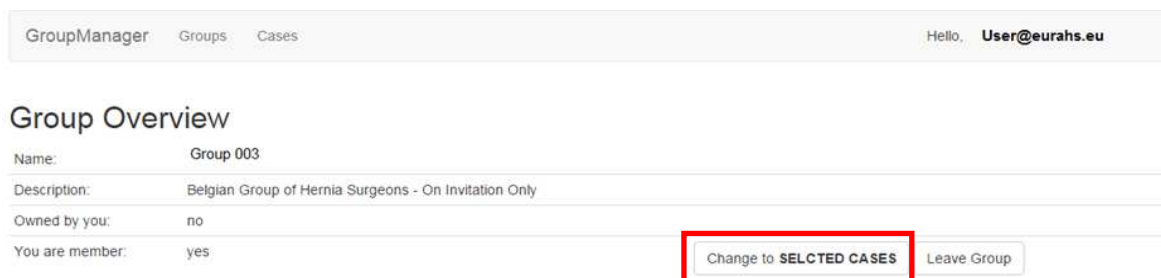 GroupManager Groups Cases Hello, User@eurahs.eu
Group Overview
Name: Group 003
Description: Belgian Group of Hernia Surgeons - On Invitation Only
Owned by you: no
You are member: yes Change to SELCTED CASES Leave Group